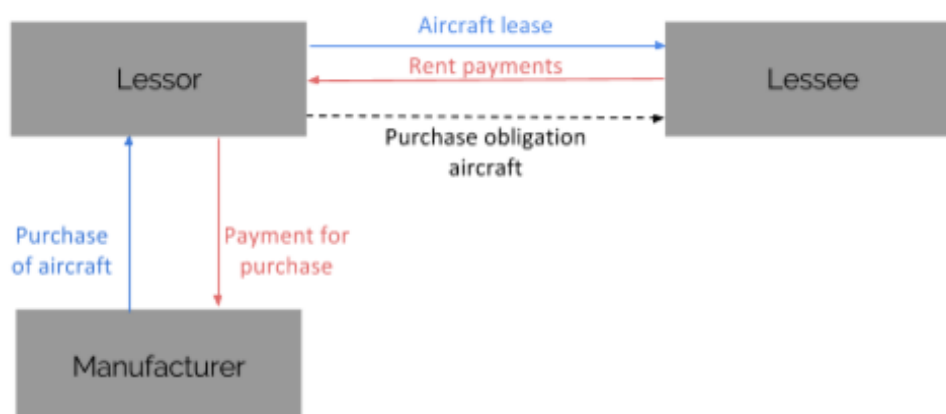 Aircraft lease
Lessor
Rent payments
Lessee
Purchase obligation
aircraft
Purchase
of aircraft
Payment for
purchase
Manufacturer